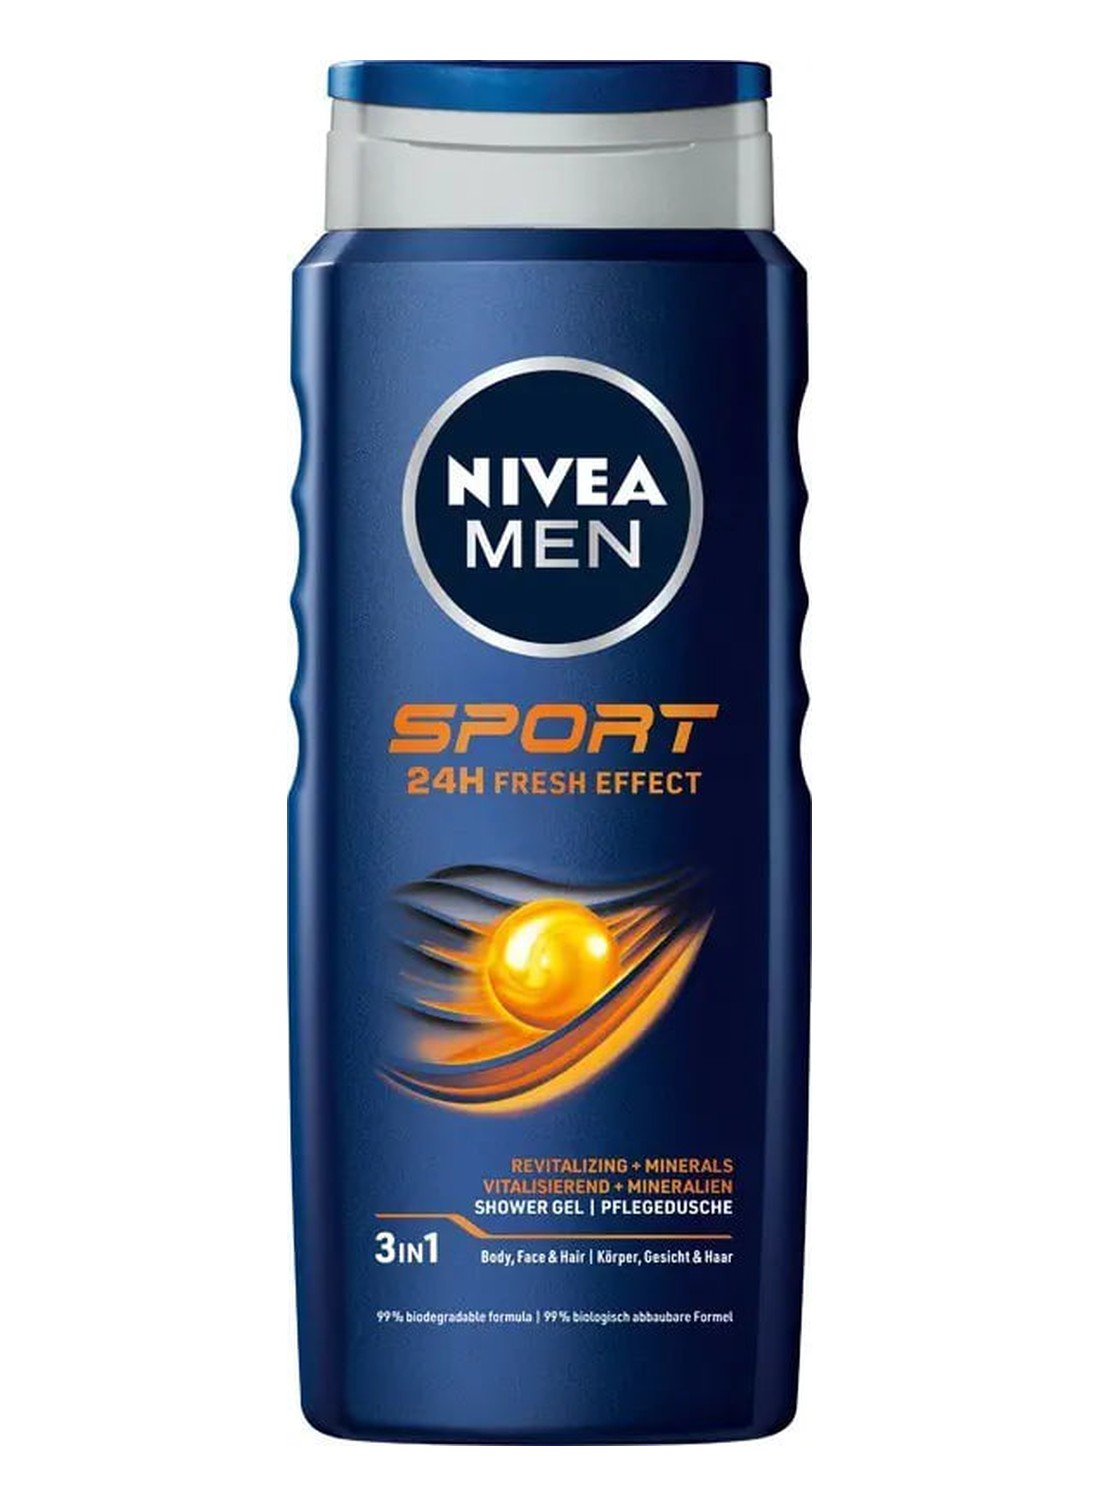 NIVEA
MEN
SPORT
24H FRESH EFFECT
REVITALIZING + MINERALS
VITALISIEREND + MINERALIEN
SHOWER GEL | PFLEGEDUSCHE
3IN1
Body, Face & Hair | Körper, Gesicht & Haar
99% biodegradable formula | 99% biologisch abbaubare Formel